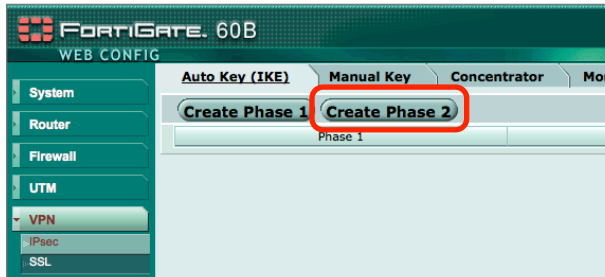 FORTIGATE. 60B
WEB CONFIG
Auto Key (IKE) Manual Key Concentrator Mo
System
Create Phase 1 Create Phase 2
Router
Phase 1
Firewall
UTM
VPN
IPsec
SSL